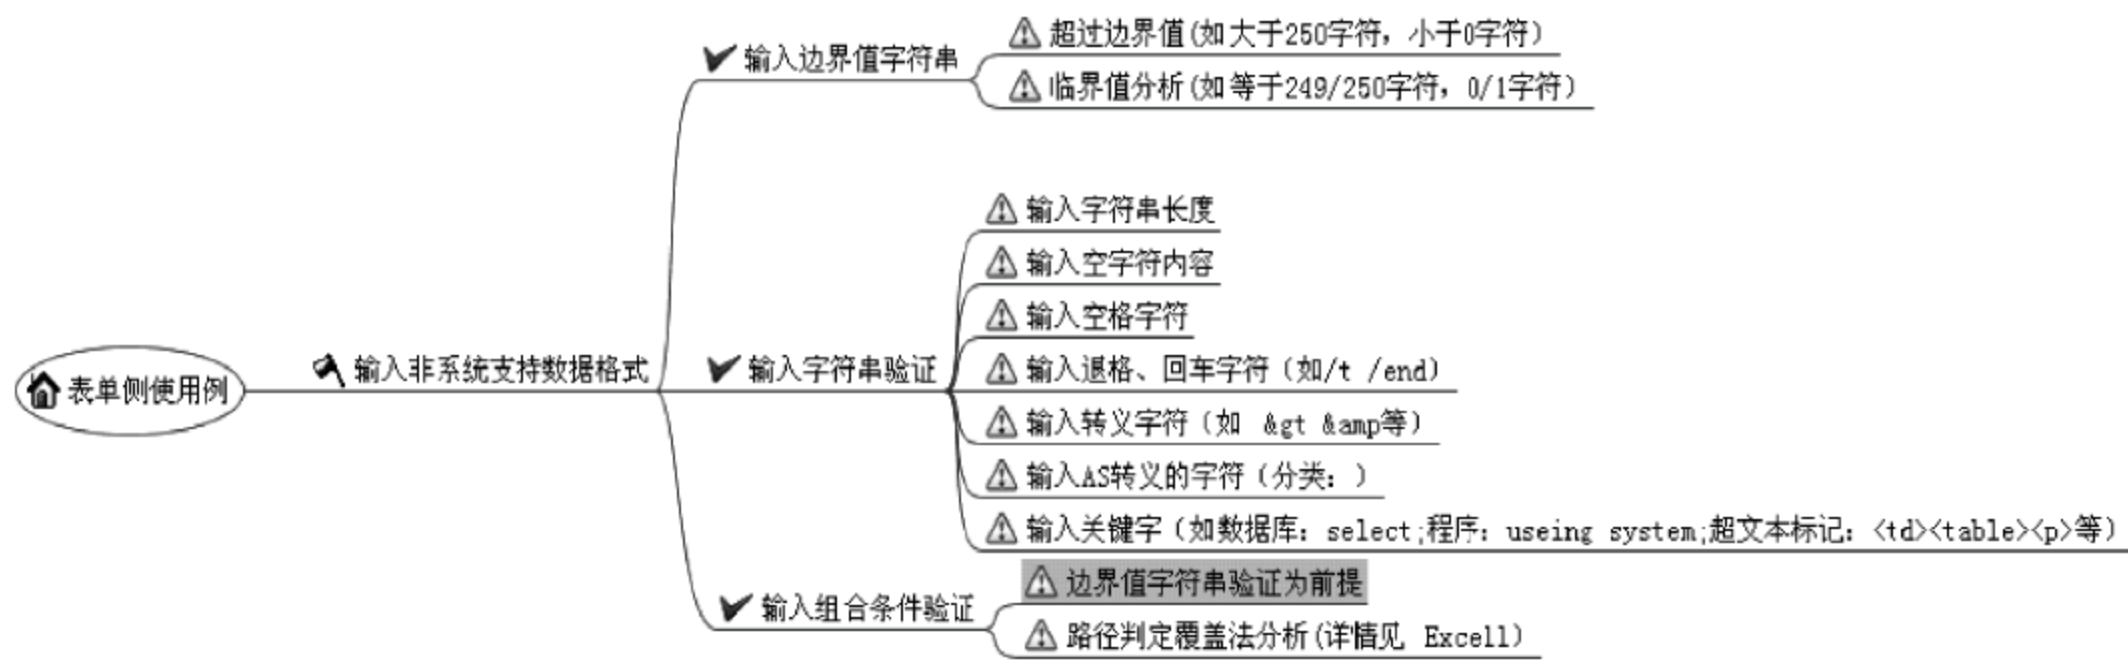 输入边界值字符串
超过边界值(如大于250字符，小于0字符)
临界值分析(如等于249/250字符，0/1字符)
表单侧使用例
输入非系统支持数据格式
输入字符串验证
输入字符串长度
输入空字符内容
输入空格字符
输入退格、回车字符（如/t /end）
输入转义字符（如 &gt &amp等）
输入AS转义的字符（分类：）
输入关键字（如数据库：select;程序：useing system;超文本标记：<td><table><p>等）
输入组合条件验证
边界值字符串验证为前提
路径判定覆盖法分析(详情见 Excell)